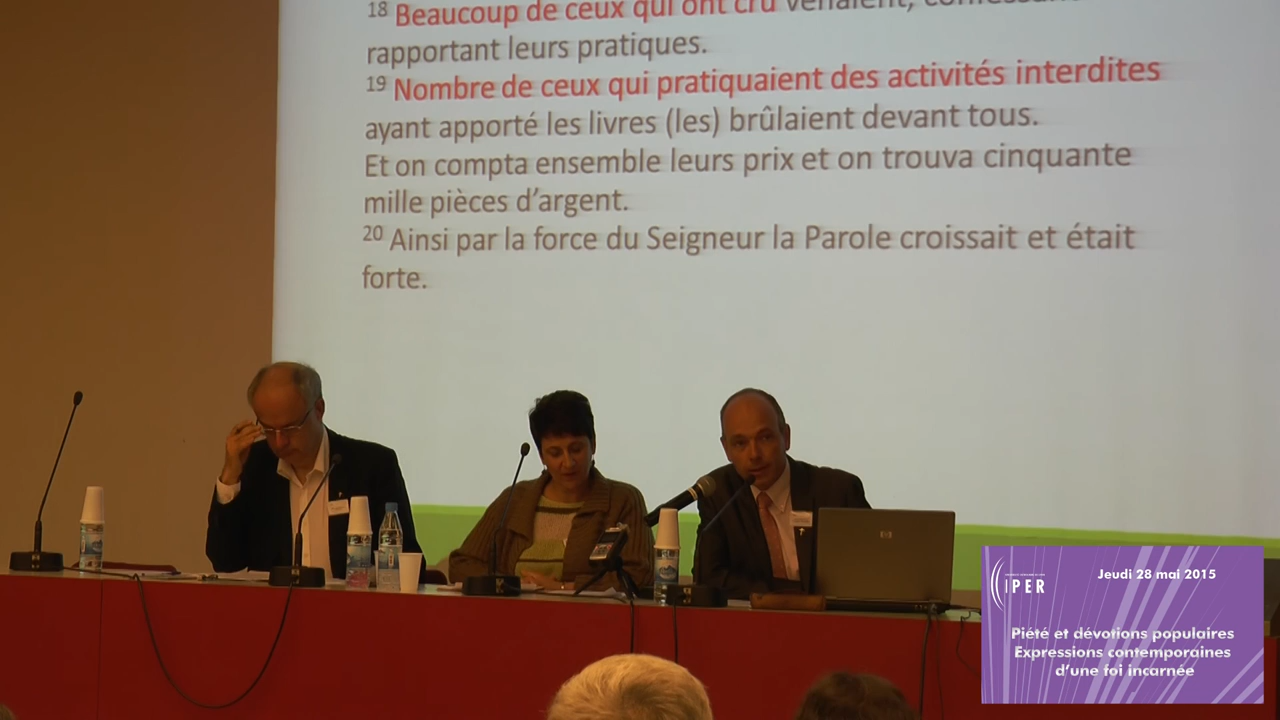 18 Beaucoup de ceux qui ont cru venaient,
rapportant leurs pratiques.
19 Nombre de ceux qui pratiquaient des activités interdites
ayant apporté les livres (les) brûlaient devant tous.
Et on compta ensemble leurs prix et on trouva cinquante
mille pièces d’argent.
20 Ainsi par la force du Seigneur la Parole croissait et était
forte.
hp
IPER
Jeudi 28 mai 2015
Piété et dévotions populaires
Expressions contemporaines
d'une foi incarnée